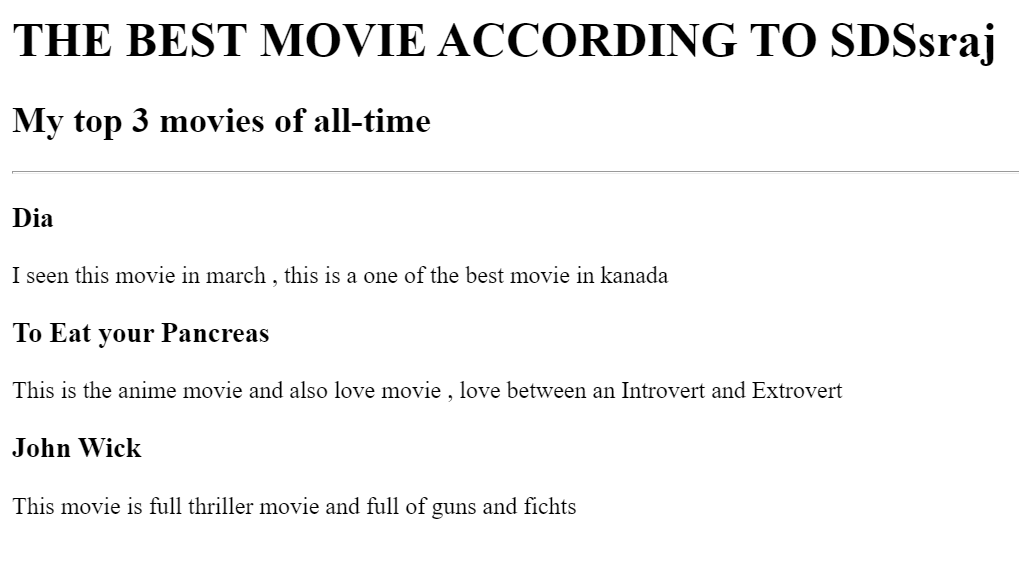 THE BEST MOVIE ACCORDING TO SDSsraj
My top 3 movies of all-time
Dia
I seen this movie in march , this is a one of the best movie in kanada
To Eat your Pancreas
This is the anime movie and also love movie , love between an Introvert and Extrovert
John Wick
This movie is full thriller movie and full of guns and fichts